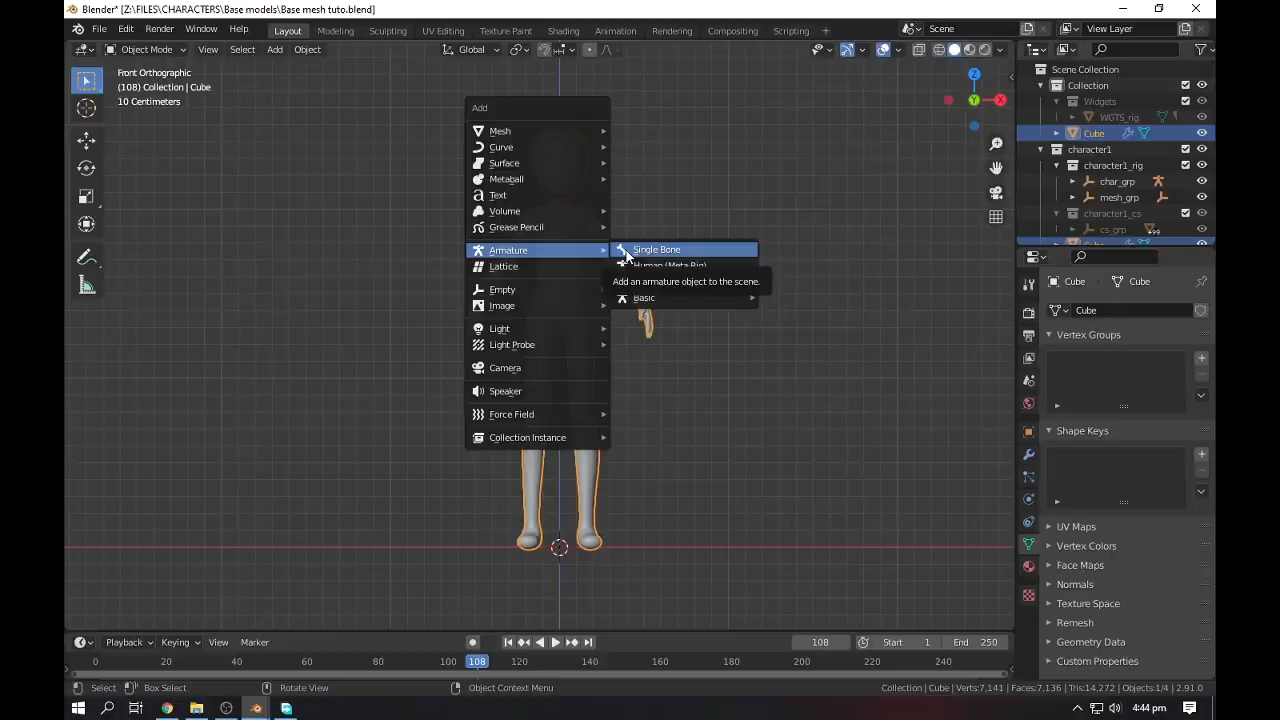 Blender* [Z:\FILES\CHARACTERS\Base models\Base mesh tuto.blend]
File Edit Render Window Help Layout Modeling Sculpting UV Editing Texture Paint Shading Animation Rendering Compositing Scripting Scene View Layer
Object Mode View Select Add Object Global
Front Orthographic
(108) Collection | Cube
10 Centimeters
Add
Mesh
Curve
Surface
Metaball
Text
Volume
Grease Pencil
Armature
Lattice
Empty
Image
Light
Light Probe
Camera
Speaker
Force Field
Collection Instance
Single Bone
Human (Meta-Rig)
Add an armature object to the scene.
Basic
Z
Y
X
Scene Collection
Collection
Widgets
WGTS_rig
Cube
character1
character1_rig
char_grp
mesh_grp
character1_cs
cs_grp
Cube
Cube Cube
Cube
Vertex Groups
Shape Keys
UV Maps
Vertex Colors
Face Maps
Normals
Texture Space
Remesh
Geometry Data
Custom Properties
Playback Keying View Marker 108 Start 1 End 250
0 20 40 60 80 100 108 120 140 160 180 200 220 240
Select Box Select Rotate View Object Context Menu Collection | Cube | Verts:7,141 | Faces:7,136 | Tris:14,272 | Objects:1/4 | 2.91.0
4:44 pm